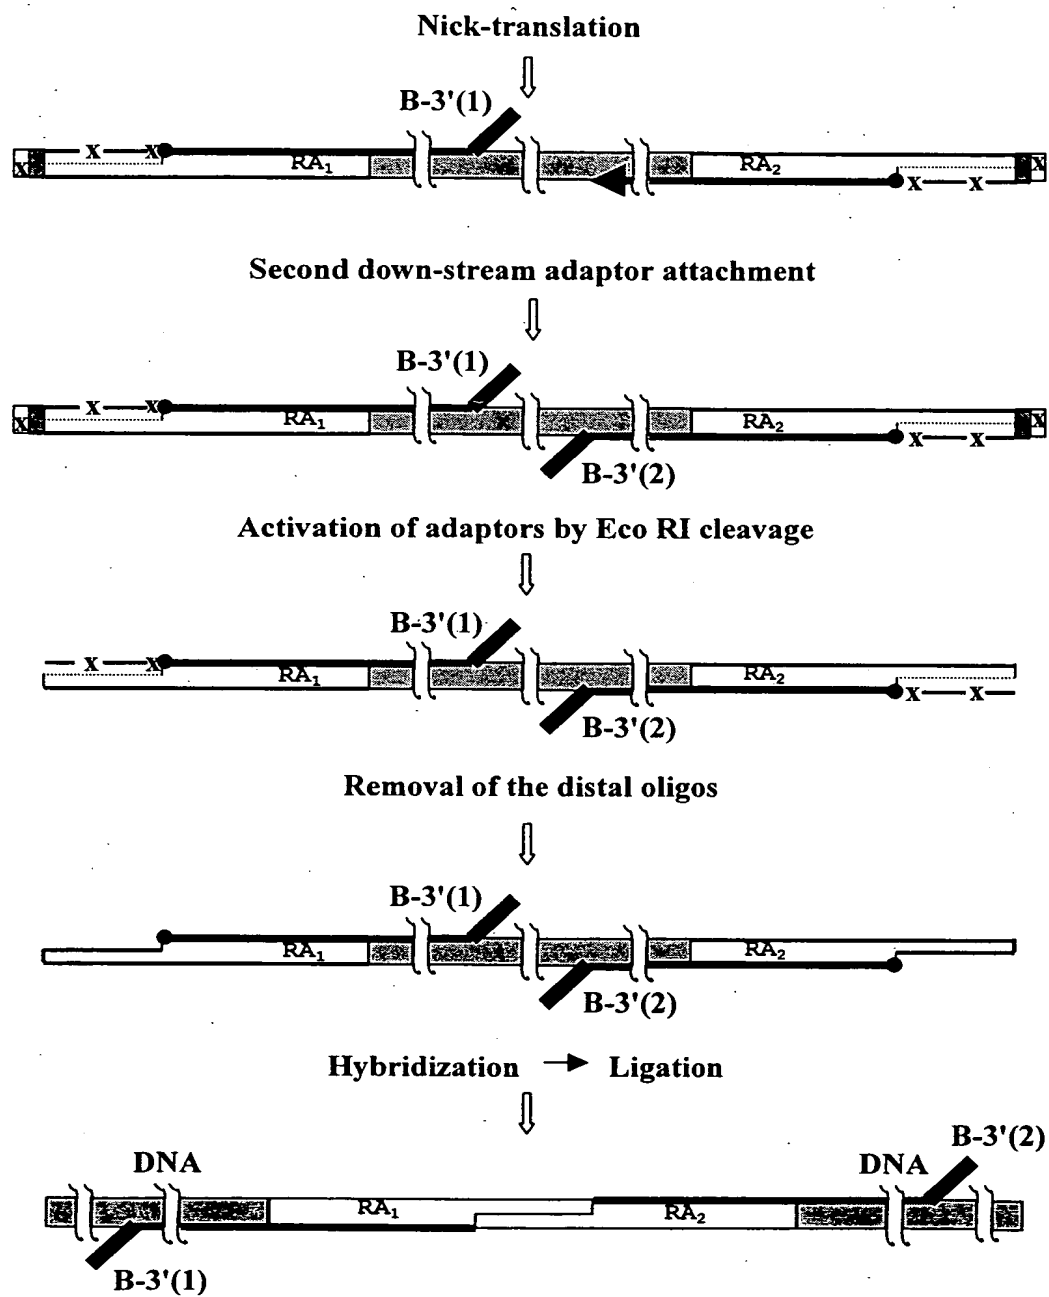 Nick-translation
B-3'(1)
X X X RA₁ RA₂ X X X
Second down-stream adaptor attachment
B-3'(1)
X X X RA₁ RA₂ X X X
B-3'(2)
Activation of adaptors by Eco RI cleavage
B-3'(1)
X X RA₁ RA₂ X X
B-3'(2)
Removal of the distal oligos
B-3'(1)
RA₁ RA₂
B-3'(2)
Hybridization → Ligation
B-3'(2)
DNA DNA
RA₁ RA₂
B-3'(1)